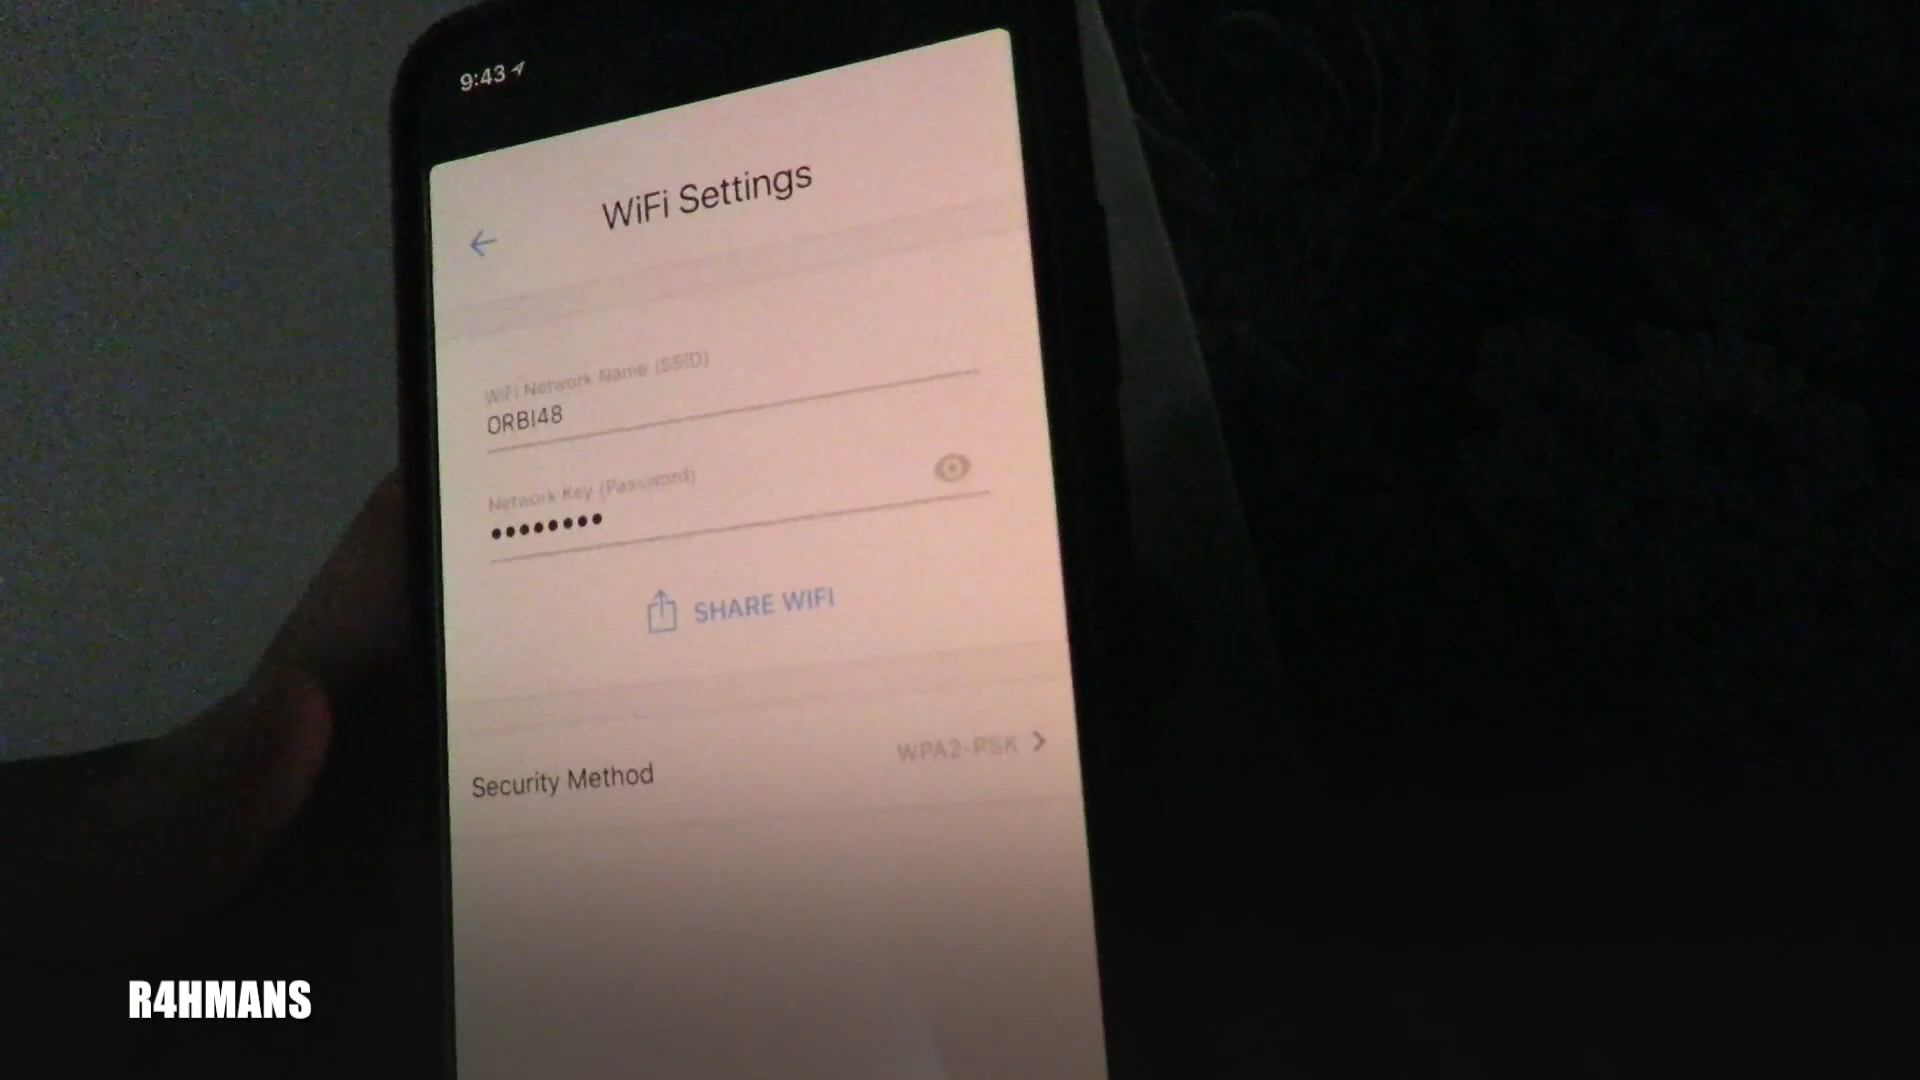 9:43
WiFi Settings
WiFi Network Name (SSID)
ORBI48
Network Key (Password)
••••••••
SHARE WIFI
Security Method
WPA2-PSK
R4HMANS